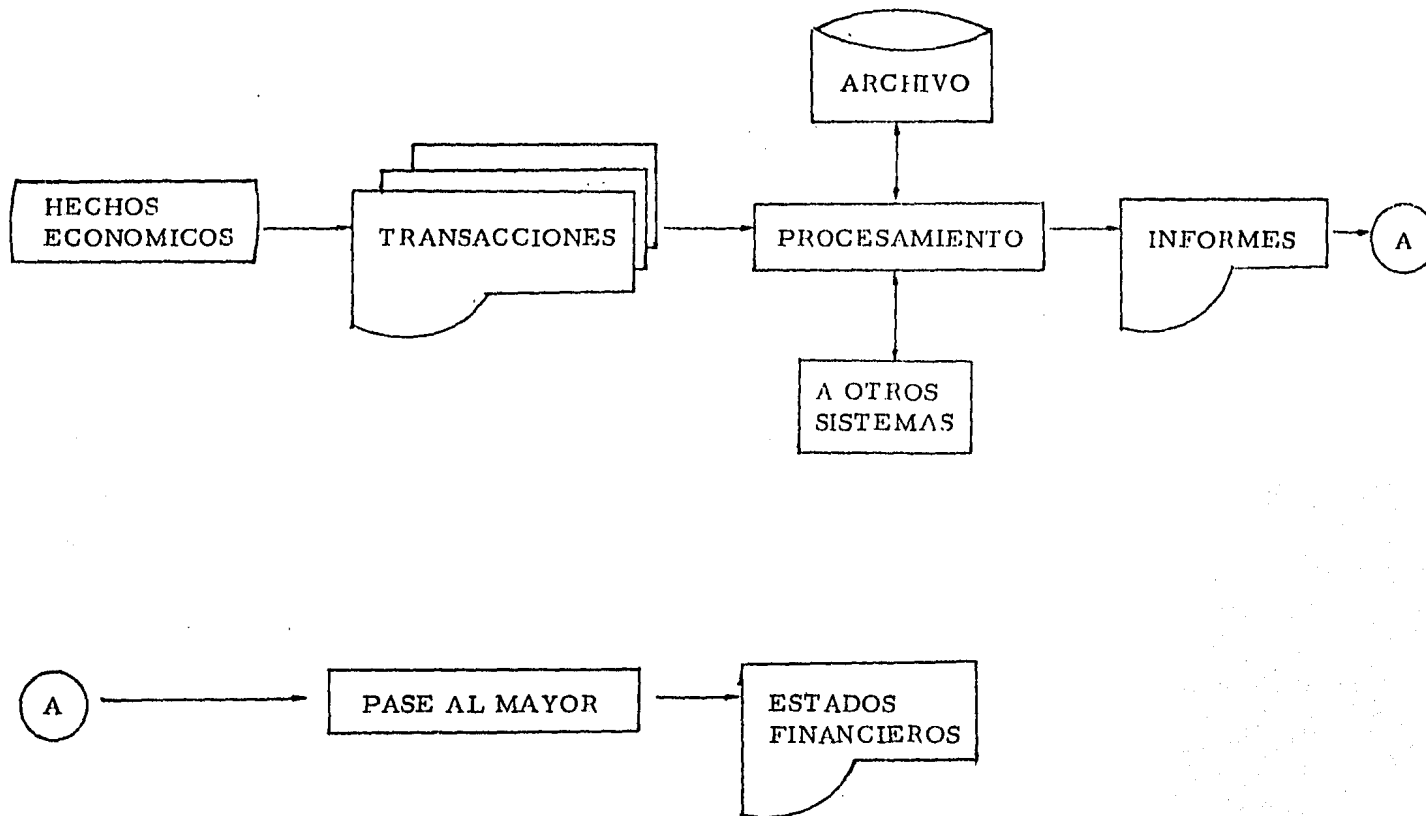 ARCHIVO
HECHOS
ECONOMICOS
TRANSACCIONES
PROCESAMIENTO
INFORMES
A
A OTROS
SISTEMAS
A
PASE AL MAYOR
ESTADOS
FINANCIEROS